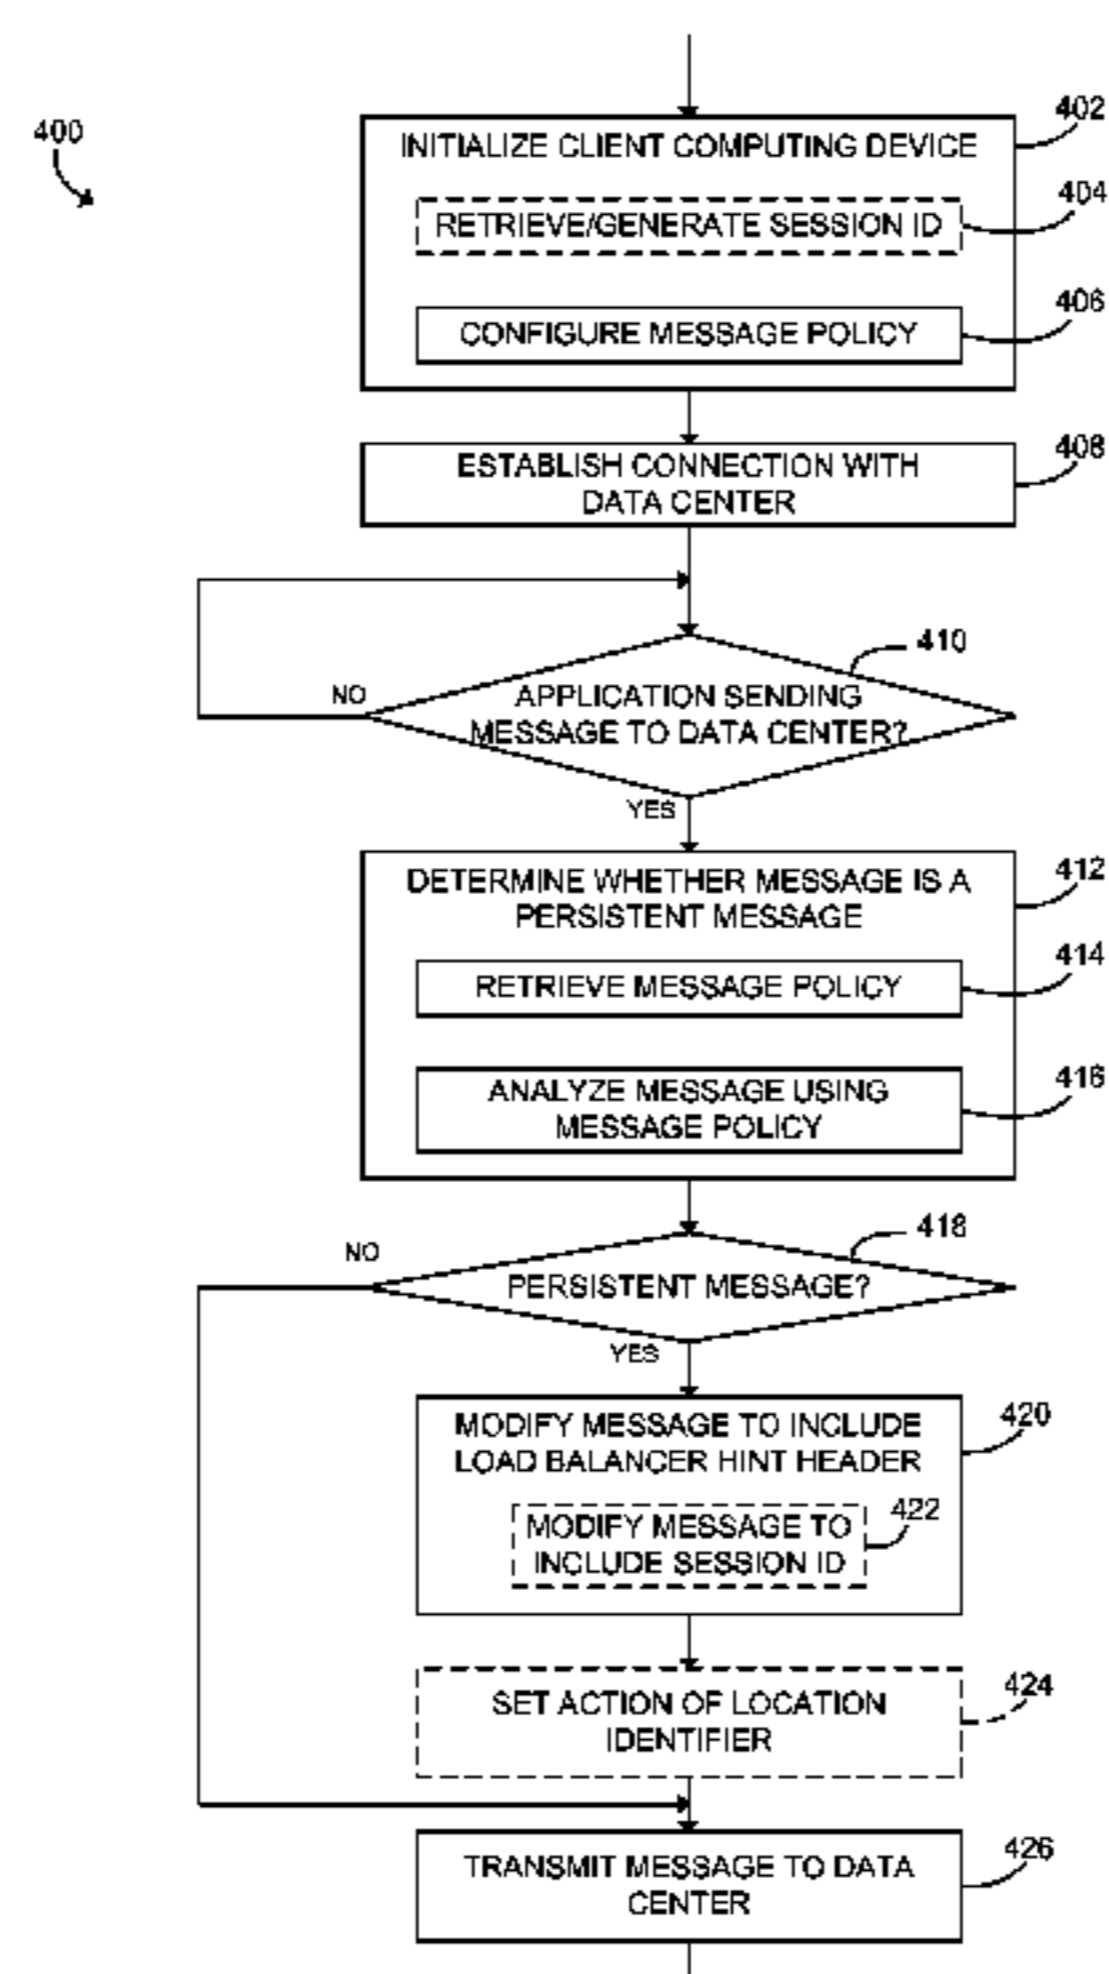 400
402
INITIALIZE CLIENT COMPUTING DEVICE
404
RETRIEVE/GENERATE SESSION ID
406
CONFIGURE MESSAGE POLICY
408
ESTABLISH CONNECTION WITH
DATA CENTER
410
NO
APPLICATION SENDING
MESSAGE TO DATA CENTER?
YES
412
DETERMINE WHETHER MESSAGE IS A
PERSISTENT MESSAGE
414
RETRIEVE MESSAGE POLICY
416
ANALYZE MESSAGE USING
MESSAGE POLICY
418
NO
PERSISTENT MESSAGE?
YES
420
MODIFY MESSAGE TO INCLUDE
LOAD BALANCER HINT HEADER
422
MODIFY MESSAGE TO
INCLUDE SESSION ID
424
SET ACTION OF LOCATION
IDENTIFIER
426
TRANSMIT MESSAGE TO DATA
CENTER